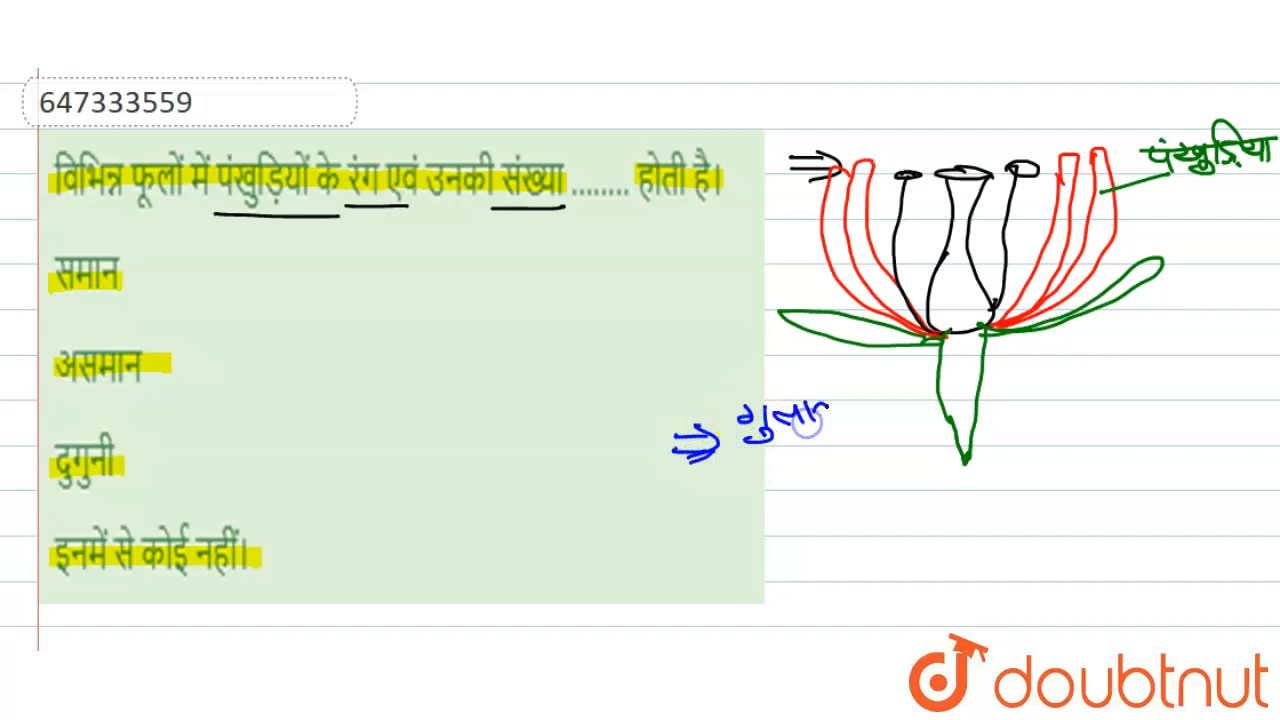 647333559
विभिन्न फूलों में पंखुड़ियों के रंग एवं उनकी संख्या ........ होती है।
पंखुड़िया
समान
असमान
दुगुनी
गुलाब
इनमें से कोई नहीं।
doubtnut